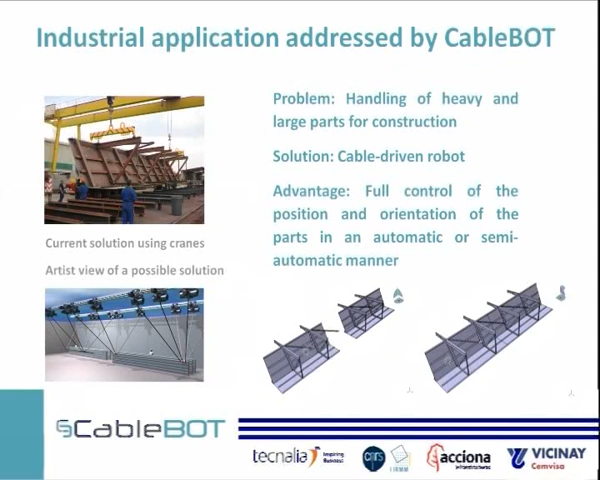 Industrial application addressed by CableBOT
Problem: Handling of heavy and
large parts for construction
Solution: Cable-driven robot
Advantage: Full control of the
position and orientation of the
parts in an automatic or semi-
automatic manner
Current solution using cranes
Artist view of a possible solution
CableBOT
tecnalia Inspiring Business
cnrs
LIRMM
acciona
Infraestructuras
VICINAY
Cemvisa